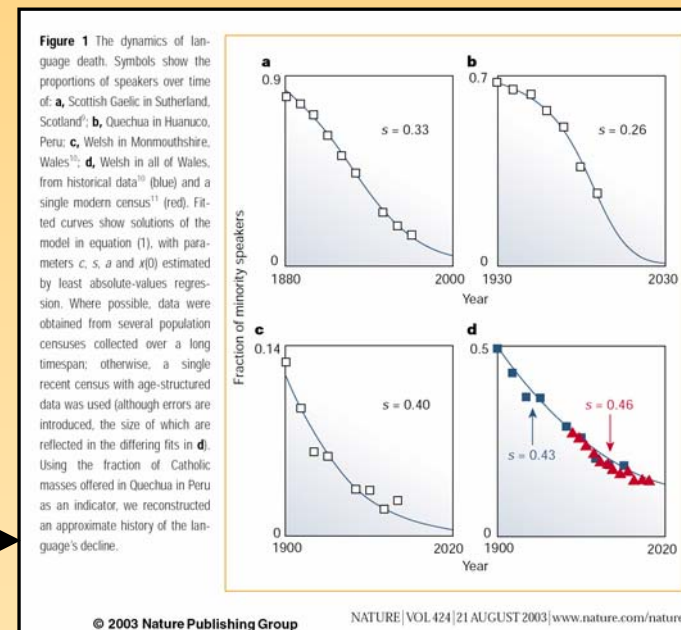 Figure 1 The dynamics of lan-
guage death. Symbols show the
proportions of speakers over time
of: a, Scottish Gaelic in Sutherland,
Scotland⁹; b, Quechua in Huanuco,
Peru; c, Welsh in Monmouthshire,
Wales¹⁰; d, Welsh in all of Wales,
from historical data¹⁰ (blue) and a
single modern census¹¹ (red). Fit-
ted curves show solutions of the
model in equation (1), with para-
meters c, s, a and x(0) estimated
by least absolute-values regres-
sion. Where possible, data were
obtained from several population
censuses collected over a long
timespan; otherwise, a single
recent census with age-structured
data was used (although errors are
introduced, the size of which are
reflected in the differing fits in d).
Using the fraction of Catholic
masses offered in Quechua in Peru
as an indicator, we reconstructed
an approximate history of the lan-
guage's decline.
Fraction of minority speakers
a
0.9
s = 0.33
0
1880
2000
b
0.7
s = 0.26
0
1930
2030
Year
c
0.14
s = 0.40
0
1900
2020
d
0.5
s = 0.46
s = 0.43
0
1900
2020
Year
© 2003 Nature Publishing Group
NATURE | VOL 424 | 21 AUGUST 2003 | www.nature.com/nature